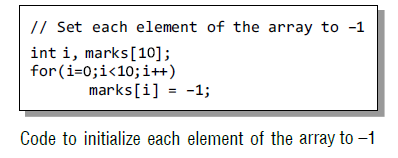 // Set each element of the array to -1
int i, marks[10];
for(i=0;i<10;i++)
marks[i] = -1;
Code to initialize each element of the array to –1